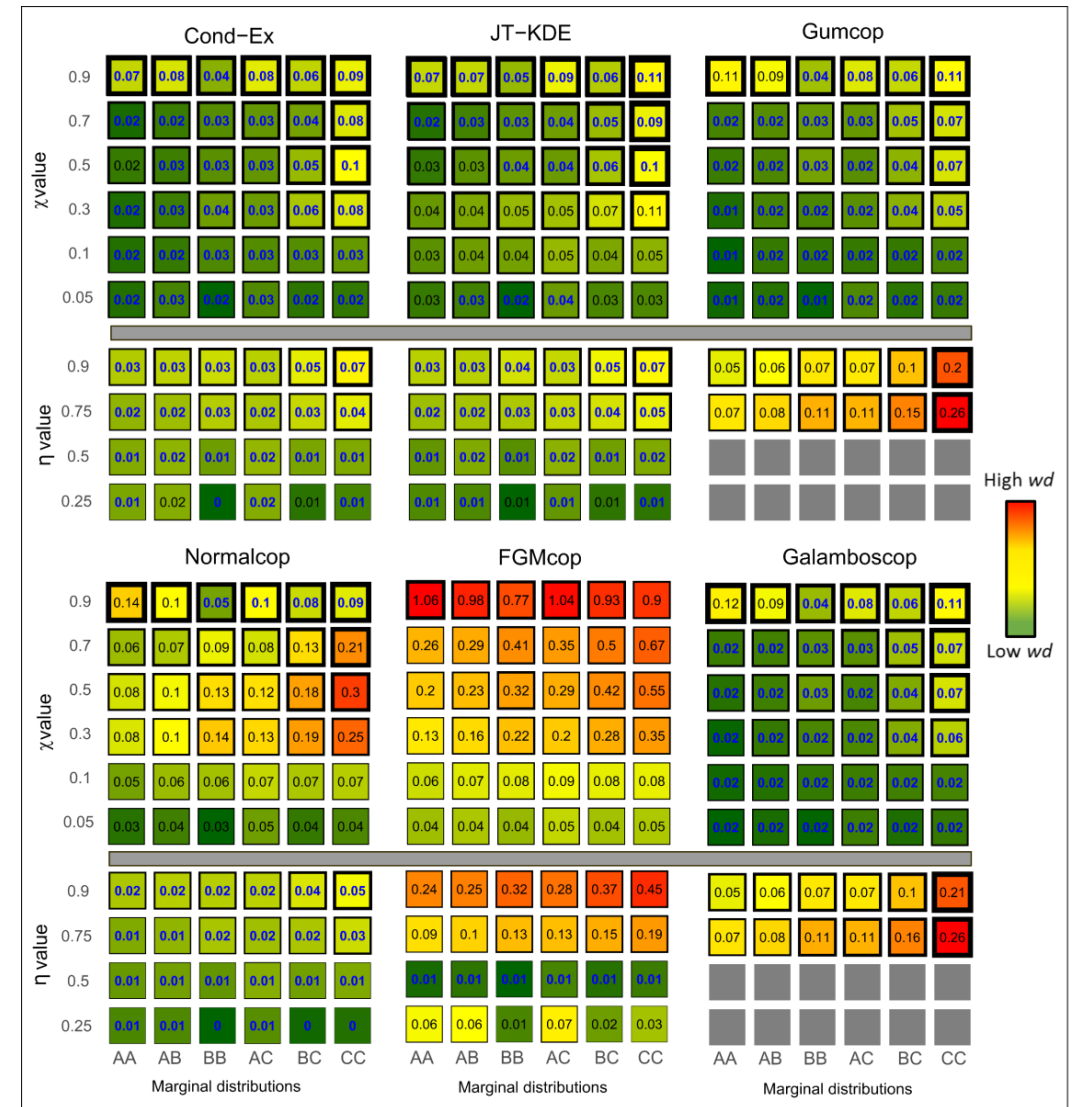 Cond−Ex JT−KDE Gumcop
0.9 0.07 0.08 0.04 0.08 0.06 0.09 0.07 0.07 0.05 0.09 0.06 0.11 0.11 0.09 0.04 0.08 0.06 0.11
0.7 0.02 0.02 0.03 0.03 0.04 0.08 0.02 0.03 0.03 0.04 0.05 0.09 0.02 0.02 0.03 0.03 0.05 0.07
0.5 0.02 0.03 0.03 0.03 0.05 0.1 0.03 0.03 0.04 0.04 0.06 0.1 0.02 0.02 0.03 0.02 0.04 0.07
χvalue
0.3 0.02 0.03 0.04 0.03 0.06 0.08 0.04 0.04 0.05 0.05 0.07 0.11 0.01 0.02 0.02 0.02 0.04 0.05
0.1 0.02 0.02 0.03 0.03 0.03 0.03 0.03 0.04 0.04 0.05 0.04 0.05 0.01 0.02 0.02 0.02 0.02 0.02
0.05 0.02 0.03 0.02 0.03 0.02 0.02 0.03 0.03 0.02 0.04 0.03 0.03 0.01 0.02 0.01 0.02 0.02 0.02
0.9 0.03 0.03 0.03 0.03 0.05 0.07 0.03 0.03 0.04 0.03 0.05 0.07 0.05 0.06 0.07 0.07 0.1 0.2
0.75 0.02 0.02 0.03 0.02 0.03 0.04 0.02 0.02 0.03 0.03 0.04 0.05 0.07 0.08 0.11 0.11 0.15 0.26
η value
0.5 0.01 0.02 0.01 0.02 0.01 0.01 0.01 0.02 0.01 0.02 0.01 0.02
0.25 0.01 0.02 0 0.02 0.01 0.01 0.01 0.01 0.01 0.01 0.01 0.01
High wd
Low wd
Normalcop FGMcop Galamboscop
0.9 0.14 0.1 0.05 0.1 0.08 0.09 1.06 0.98 0.77 1.04 0.93 0.9 0.12 0.09 0.04 0.08 0.06 0.11
0.7 0.06 0.07 0.09 0.08 0.13 0.21 0.26 0.29 0.41 0.35 0.5 0.67 0.02 0.02 0.03 0.03 0.05 0.07
0.5 0.08 0.1 0.13 0.12 0.18 0.3 0.2 0.23 0.32 0.29 0.42 0.55 0.02 0.02 0.03 0.02 0.04 0.07
χvalue
0.3 0.08 0.1 0.14 0.13 0.19 0.25 0.13 0.16 0.22 0.2 0.28 0.35 0.02 0.02 0.02 0.02 0.04 0.06
0.1 0.05 0.06 0.06 0.07 0.07 0.07 0.06 0.07 0.08 0.09 0.08 0.08 0.02 0.02 0.02 0.02 0.02 0.02
0.05 0.03 0.04 0.03 0.05 0.04 0.04 0.04 0.04 0.04 0.05 0.04 0.05 0.02 0.02 0.02 0.02 0.02 0.02
0.9 0.02 0.02 0.02 0.02 0.04 0.05 0.24 0.25 0.32 0.28 0.37 0.45 0.05 0.06 0.07 0.07 0.1 0.21
0.75 0.01 0.01 0.02 0.02 0.02 0.03 0.09 0.1 0.13 0.13 0.15 0.19 0.07 0.08 0.11 0.11 0.16 0.26
η value
0.5 0.01 0.01 0.01 0.01 0.01 0.01 0.01 0.01 0.01 0.01 0.01 0.01
0.25 0.01 0.01 0 0.01 0 0 0.06 0.06 0.01 0.07 0.02 0.03
AA AB BB AC BC CC AA AB BB AC BC CC AA AB BB AC BC CC
Marginal distributions Marginal distributions Marginal distributions